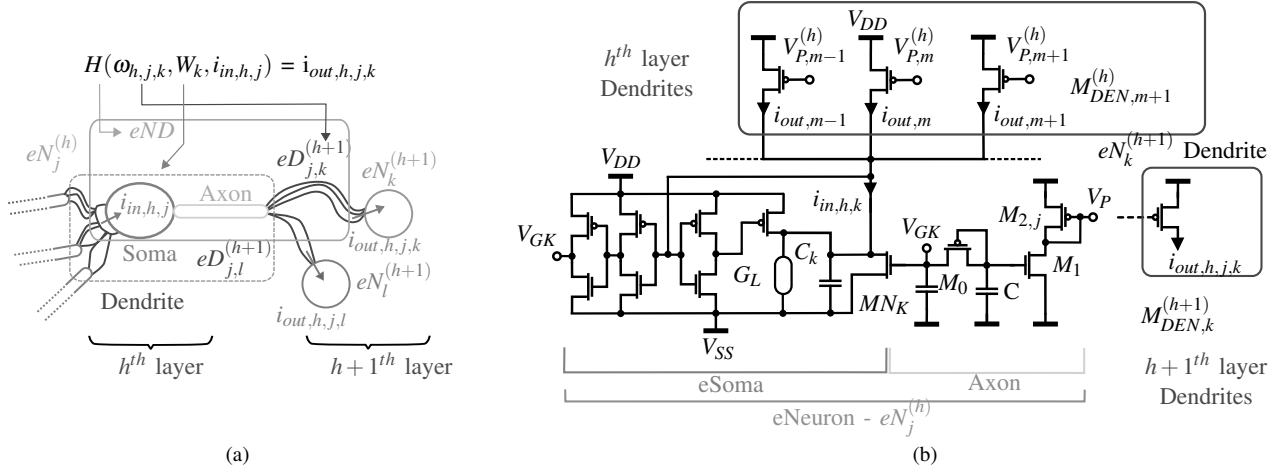 H(ω_{h,j,k}, W_k, i_{in,h,j}) = i_{out,h,j,k}
eND
eN_j^{(h)}
eD_{j,k}^{(h+1)}
eN_k^{(h+1)}
Axon
i_{in,h,j}
Soma
i_{out,h,j,k}
eD_{j,l}^{(h+1)}
eN_l^{(h+1)}
Dendrite
i_{out,h,j,l}
h^{th} layer
h+1^{th} layer
(a)
V_{DD}
h^{th} layer
Dendrites
V_{P,m−1}^{(h)}
V_{P,m}^{(h)}
V_{P,m+1}^{(h)}
M_{DEN,m+1}^{(h)}
i_{out,m−1}
i_{out,m}
i_{out,m+1}
eN_k^{(h+1)}
Dendrite
V_{DD}
i_{in,h,k}
V_{GK}
G_L
C_k
MN_K
V_{GK}
M_0
C
M_{2,j}
M_1
V_P
i_{out,h,j,k}
V_{SS}
M_{DEN,k}^{(h+1)}
eSoma
Axon
h+1^{th} layer
Dendrites
eNeuron - eN_j^{(h)}
(b)